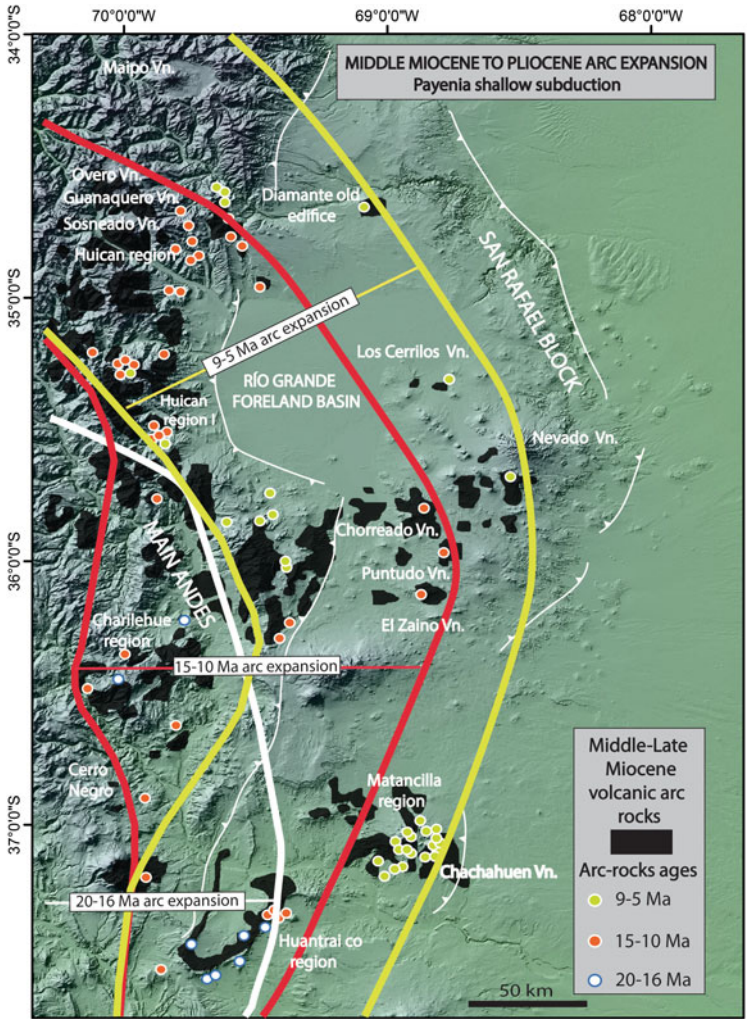 70°0'0"W
69°0'0"W
68°0'0"W
34°0'0"S
35°0'0"S
36°0'0"S
37°0'0"S
MIDDLE MIOCENE TO PLIOCENE ARC EXPANSION
Payenia shallow subduction
Maipo Vn.
Overo Vn.
Guanaquero Vn.
Sosneado Vn.
Huican region
Diamante old
edifice
SAN RAFAEL BLOCK
9-5 Ma arc expansion
Los Cerrilos Vn.
RÍO GRANDE
FORELAND BASIN
Huican
region I
Nevado Vn.
MAIN ANDES
Chorreado Vn.
Puntudo Vn.
El Zaino Vn.
Charilehue
region
15-10 Ma arc expansion
Cerro
Negro
Matancilla
region
Chachahuen Vn.
20-16 Ma arc expansion
Huantrai co
region
Middle-Late
Miocene
volcanic arc
rocks
Arc-rocks ages
9-5 Ma
15-10 Ma
20-16 Ma
50 km